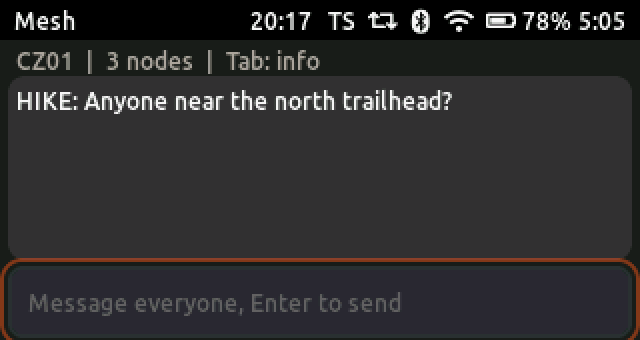 Mesh 20:17 TS 78% 5:05
CZ01 | 3 nodes | Tab: info
HIKE: Anyone near the north trailhead?
Message everyone, Enter to send